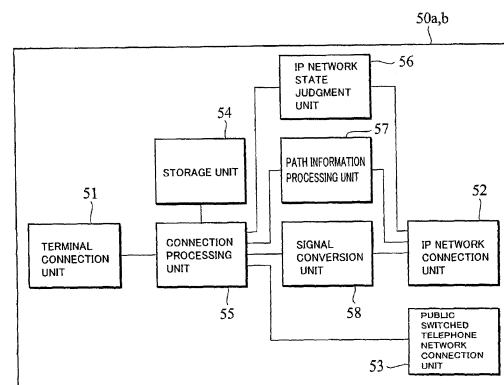 50a,b
56
IP NETWORK
STATE
JUDGMENT
UNIT
54
57
STORAGE UNIT
PATH INFORMATION
PROCESSING UNIT
52
51
TERMINAL
CONNECTION
UNIT
CONNECTION
PROCESSING
UNIT
SIGNAL
CONVERSION
UNIT
IP NETWORK
CONNECTION
UNIT
55
58
PUBLIC
SWITCHED
TELEPHONE
NETWORK
CONNECTION
UNIT
53